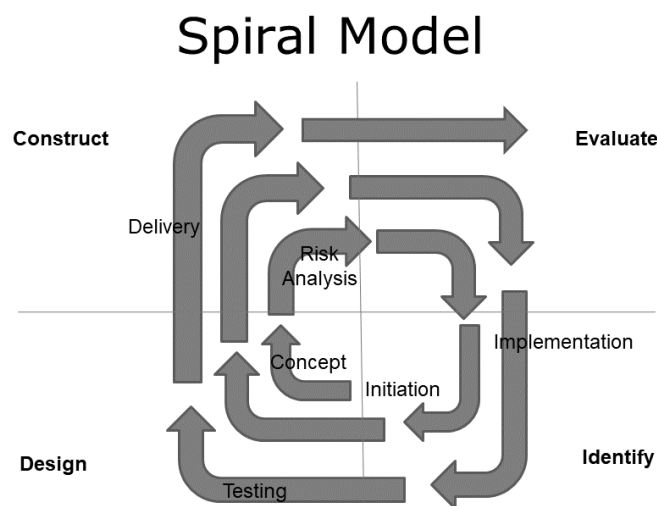 Spiral Model
Construct
Evaluate
Delivery
Risk
Analysis
Implementation
Concept
Initiation
Design
Identify
Testing